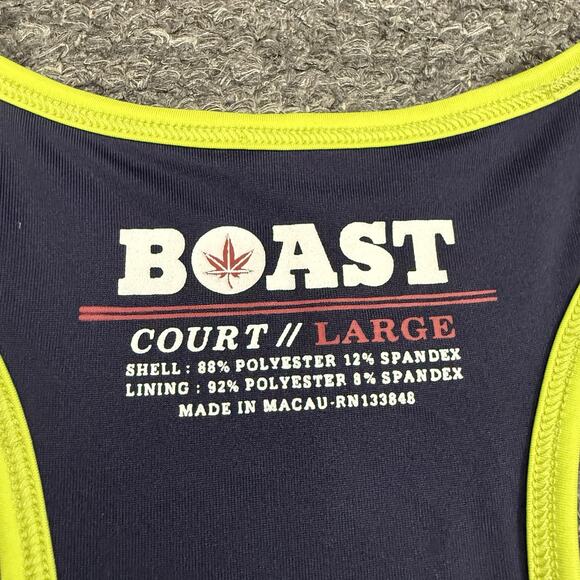 BOAST
COURT // LARGE
SHELL : 88% POLYESTER 12% SPANDEX
LINING : 92% POLYESTER 8% SPANDEX
MADE IN MACAU-RN133848